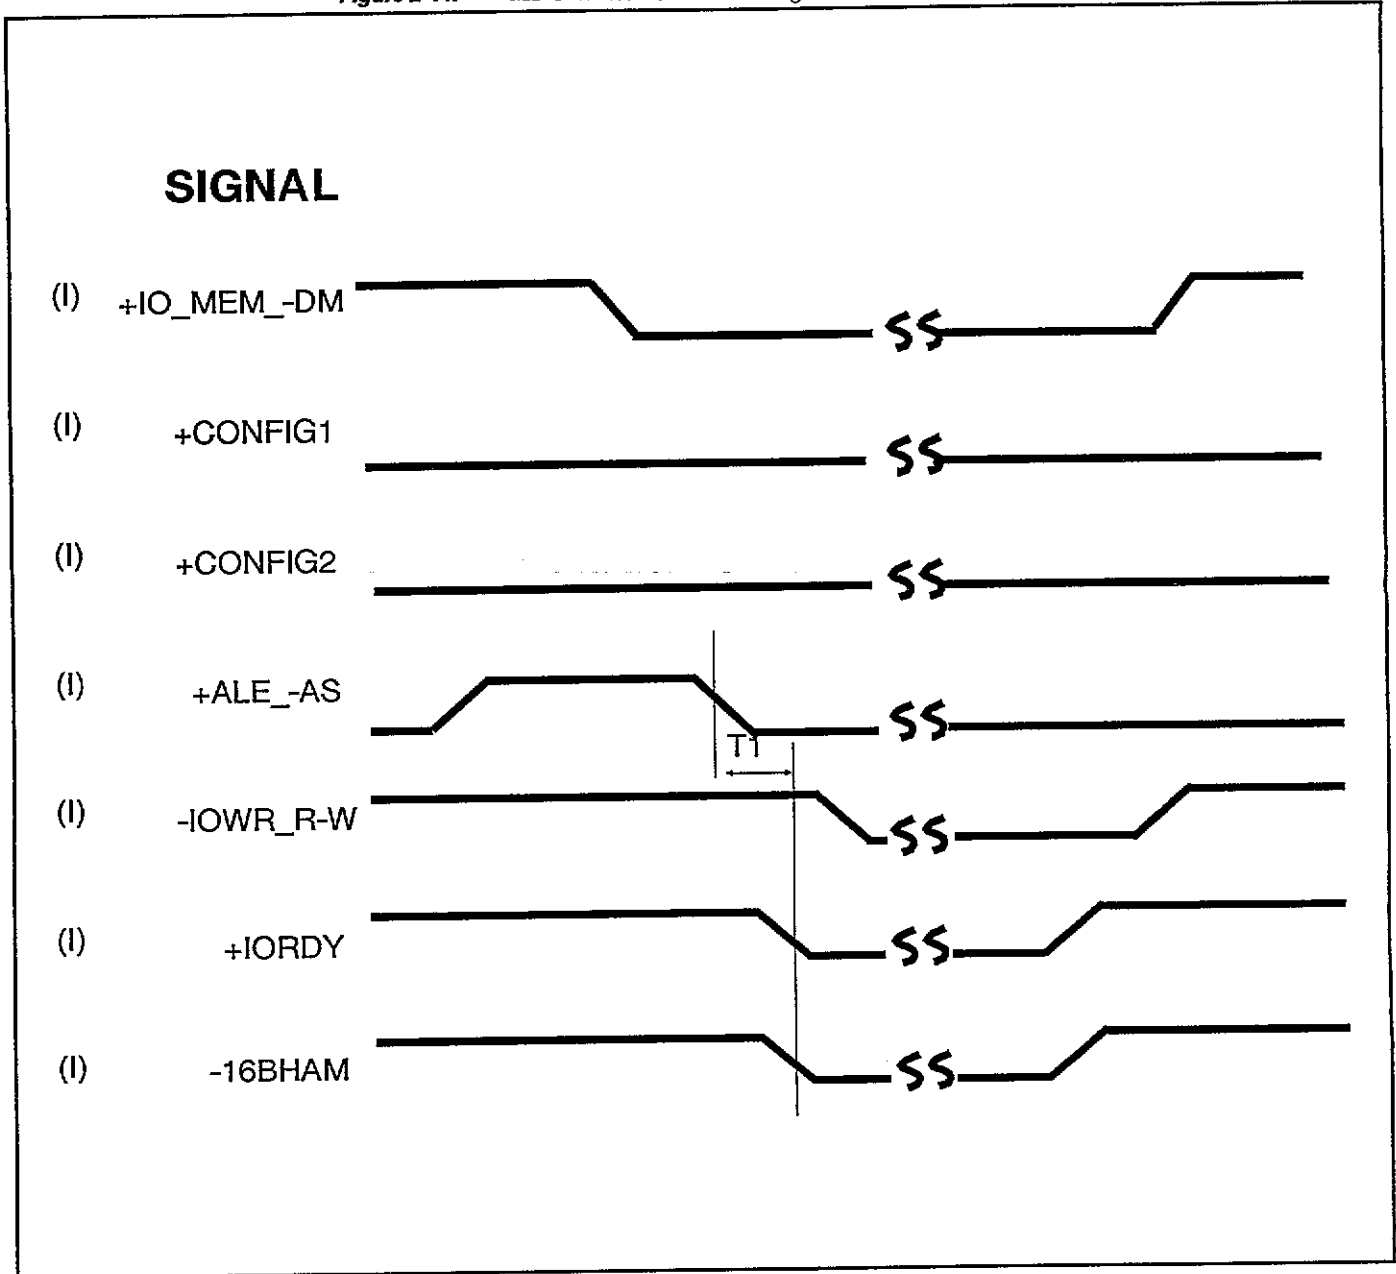 SIGNAL
(I) +IO_MEM_-DM
(I) +CONFIG1
(I) +CONFIG2
(I) +ALE_-AS
T1
(I) -IOWR_R-W
(I) +IORDY
(I) -16BHAM